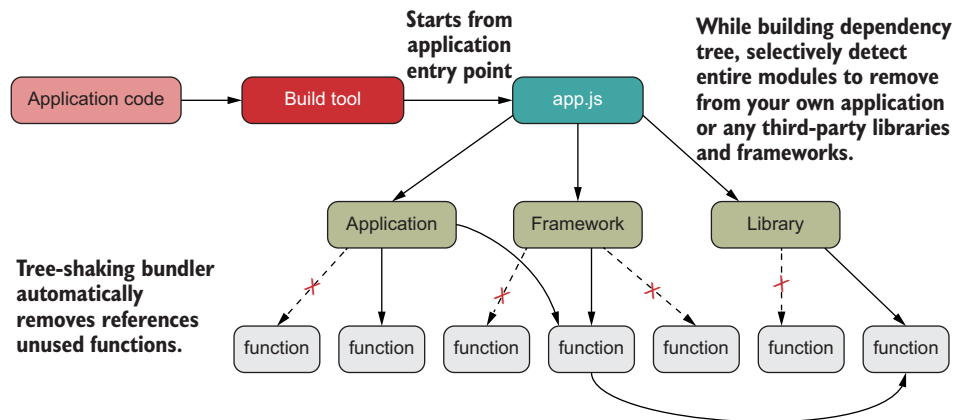 Starts from
application
entry point
While building dependency
tree, selectively detect
entire modules to remove
from your own application
or any third-party libraries
and frameworks.
Application code
Build tool
app.js
Application
Framework
Library
Tree-shaking bundler
automatically
removes references
unused functions.
function
function
function
function
function
function
function